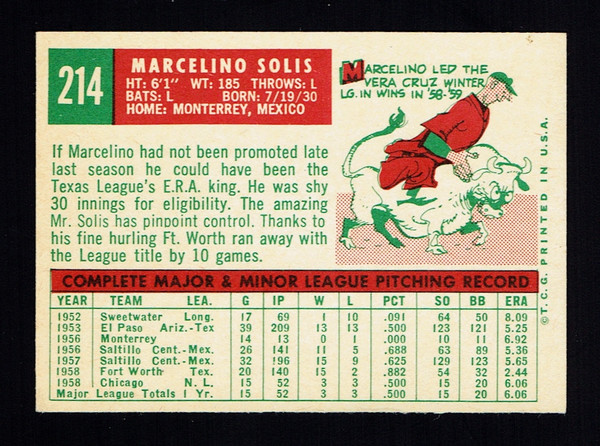 214
MARCELINO SOLIS
HT: 6'1" WT: 185 THROWS: L
BATS: L BORN: 7/19/30
HOME: MONTERREY, MEXICO
MARCELINO LED THE
VERA CRUZ WINTER
LG. IN WINS IN '58-'59
If Marcelino had not been promoted late
last season he could have been the
Texas League's E.R.A. king. He was shy
30 innings for eligibility. The amazing
Mr. Solis has pinpoint control. Thanks to
his fine hurling Ft. Worth ran away with
the League title by 10 games.
COMPLETE MAJOR & MINOR LEAGUE PITCHING RECORD
YEAR TEAM LEA. G IP W L PCT SO BB ERA
1952 Sweetwater Long. 17 69 1 10 .091 64 50 8.09
1953 El Paso Ariz.-Tex 39 209 13 13 .500 123 121 5.25
1956 Monterrey 14 13 0 1 .000 10 11 6.92
1956 Saltillo Cent.-Mex. 26 141 11 5 .688 63 89 5.36
1957 Saltillo Cent.-Mex. 32 196 15 9 .625 129 123 5.65
1958 Fort Worth Tex. 20 140 15 2 .882 54 32 2.44
1958 Chicago N. L. 15 52 3 3 .500 15 20 6.06
Major League Totals 1 Yr. 15 52 3 3 .500 15 20 6.06
© T. C. G. PRINTED IN U.S.A.